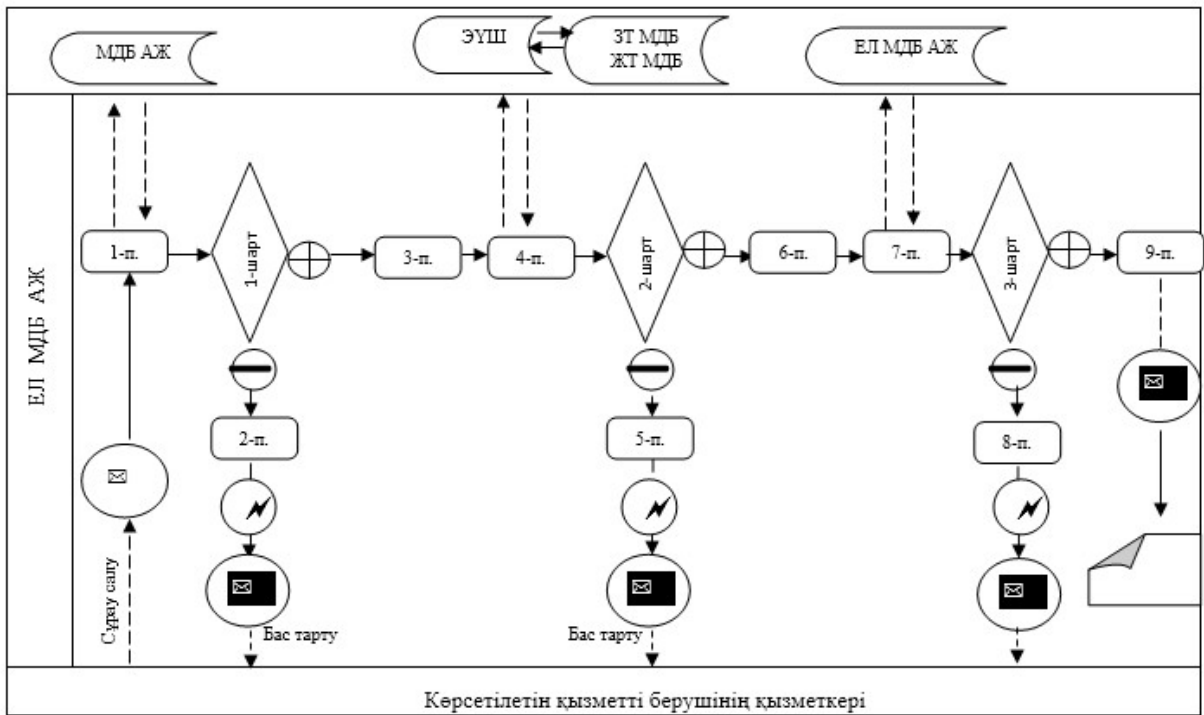 МДБ АЖ
ЭҮШ
ЗТ МДБ
ЖТ МДБ
ЕЛ МДБ АЖ
ЕЛ МДБ АЖ
1-п.
1-шарт
3-п.
4-п.
2-шарт
6-п.
7-п.
3-шарт
9-п.
2-п.
5-п.
8-п.
Сұрау салу
Бас тарту
Бас тарту
Көрсетілетін қызметті берушінің қызметкері